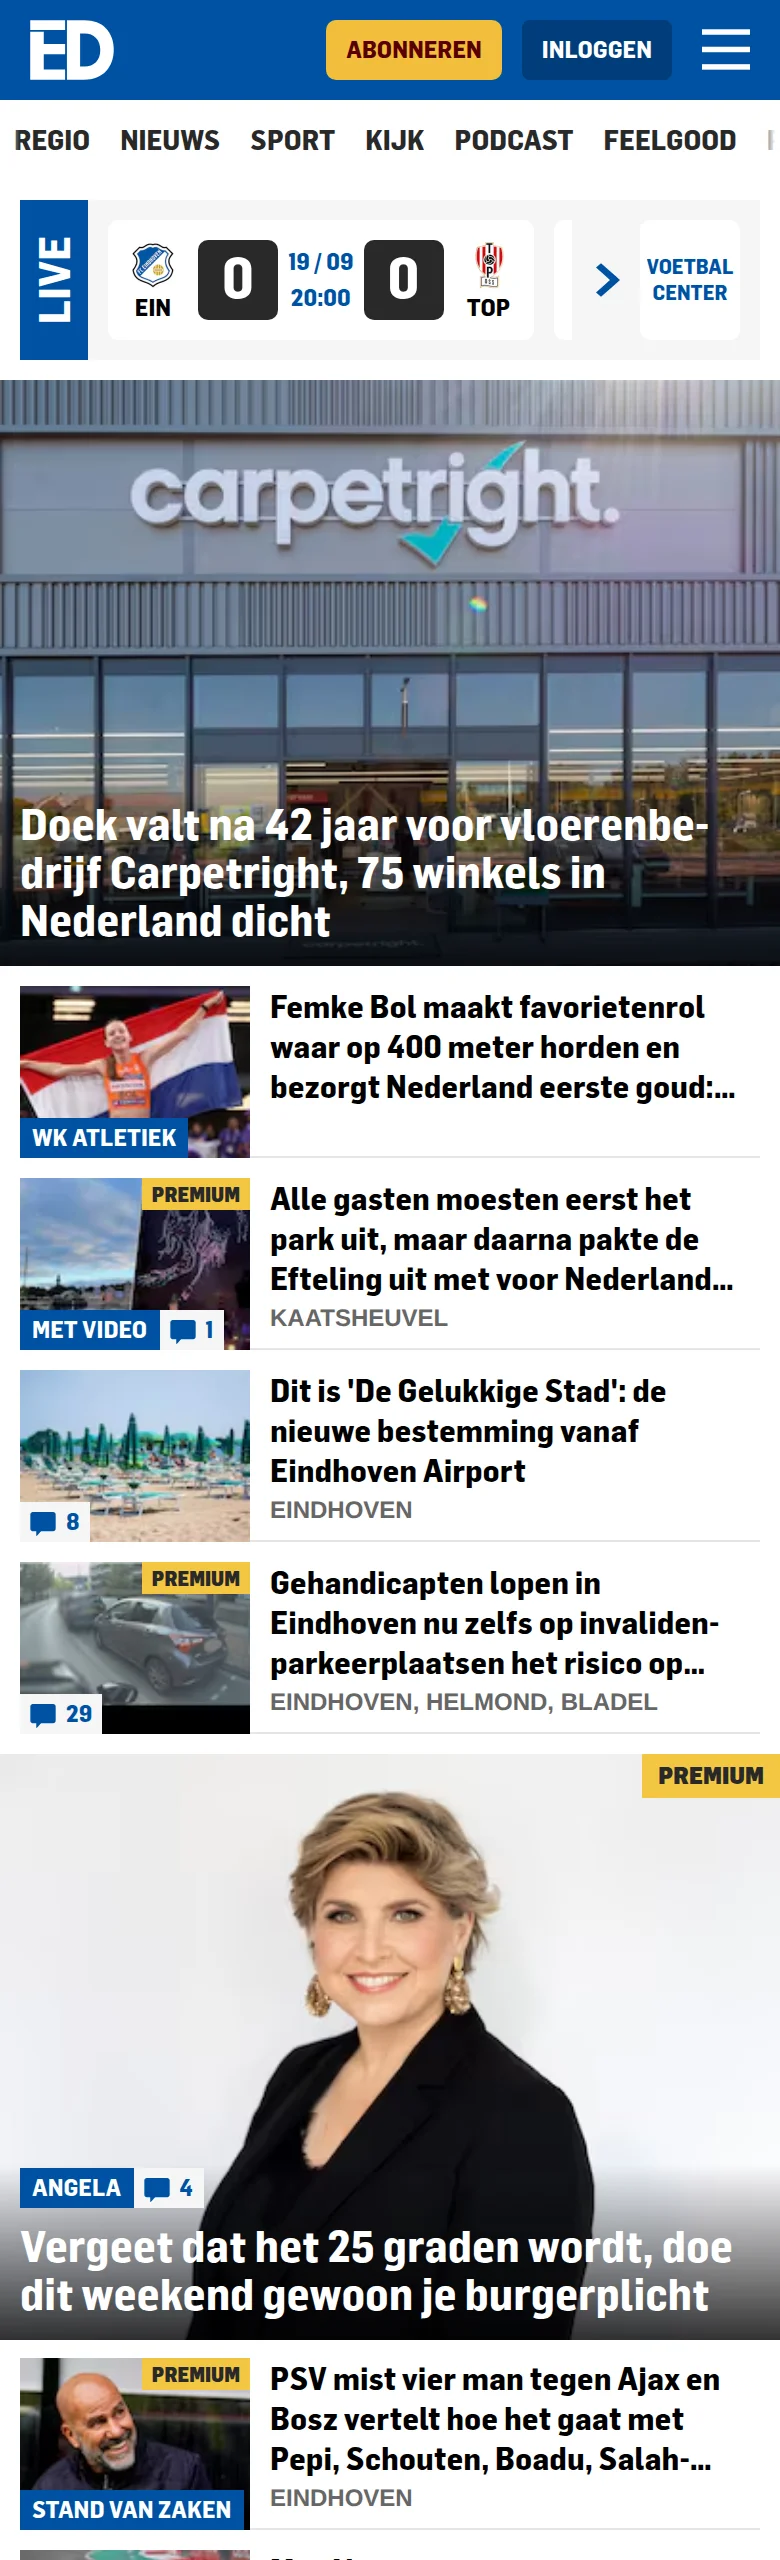 ED
ABONNEREN
INLOGGEN
REGIO NIEUWS SPORT KIJK PODCAST FEELGOOD
LIVE
EIN
0
19 / 09
20:00
0
TOP
VOETBAL
CENTER
carpetright.
Doek valt na 42 jaar voor vloerenbe-
drijf Carpetright, 75 winkels in
Nederland dicht
Femke Bol maakt favorietenrol
waar op 400 meter horden en
bezorgt Nederland eerste goud:...
WK ATLETIEK
PREMIUM
Alle gasten moesten eerst het
park uit, maar daarna pakte de
Efteling uit met voor Nederland...
MET VIDEO
1
KAATSHEUVEL
Dit is 'De Gelukkige Stad': de
nieuwe bestemming vanaf
Eindhoven Airport
8
EINDHOVEN
PREMIUM
Gehandicapten lopen in
Eindhoven nu zelfs op invaliden-
parkeerplaatsen het risico op...
29
EINDHOVEN, HELMOND, BLADEL
PREMIUM
ANGELA
4
Vergeet dat het 25 graden wordt, doe
dit weekend gewoon je burgerplicht
PREMIUM
PSV mist vier man tegen Ajax en
Bosz vertelt hoe het gaat met
Pepi, Schouten, Boadu, Salah-...
STAND VAN ZAKEN
EINDHOVEN